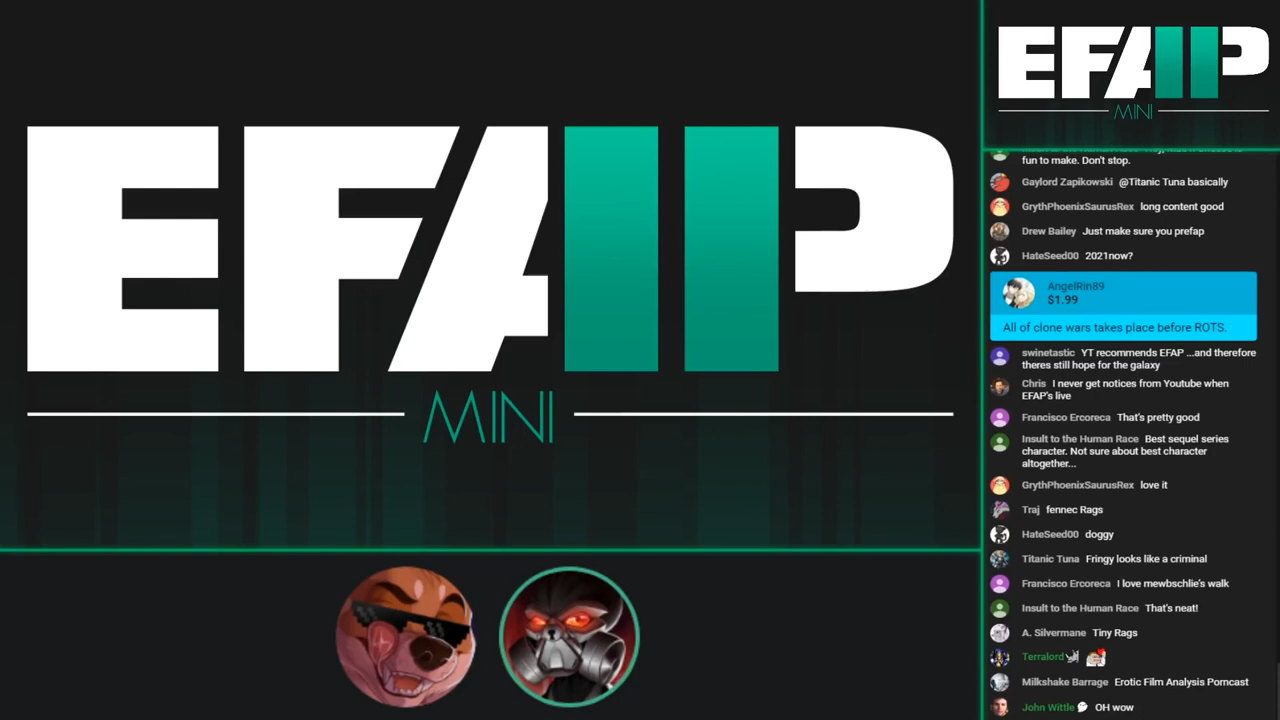 EFAP
MINI
EFAP
MINI
fun to make. Don't stop.
Gaylord Zapikowski @Titanic Tuna basically
GrythPhoenixSaurusRex long content good
Drew Bailey Just make sure you prefap
HateSeed00 2021now?
AngelRin89
$1.99
All of clone wars takes place before ROTS.
swinetastic YT recommends EFAP ...and therefore
theres still hope for the galaxy
Chris I never get notices from Youtube when
EFAP's live
Francisco Ercoreca That's pretty good
Insult to the Human Race Best sequel series
character. Not sure about best character
altogether...
GrythPhoenixSaurusRex love it
Traj fennec Rags
HateSeed00 doggy
Titanic Tuna Fringy looks like a criminal
Francisco Ercoreca I love mewbschlie's walk
Insult to the Human Race That's neat!
A. Silvermane Tiny Rags
Terralord
Milkshake Barrage Erotic Film Analysis Porncast
John Wittle OH wow